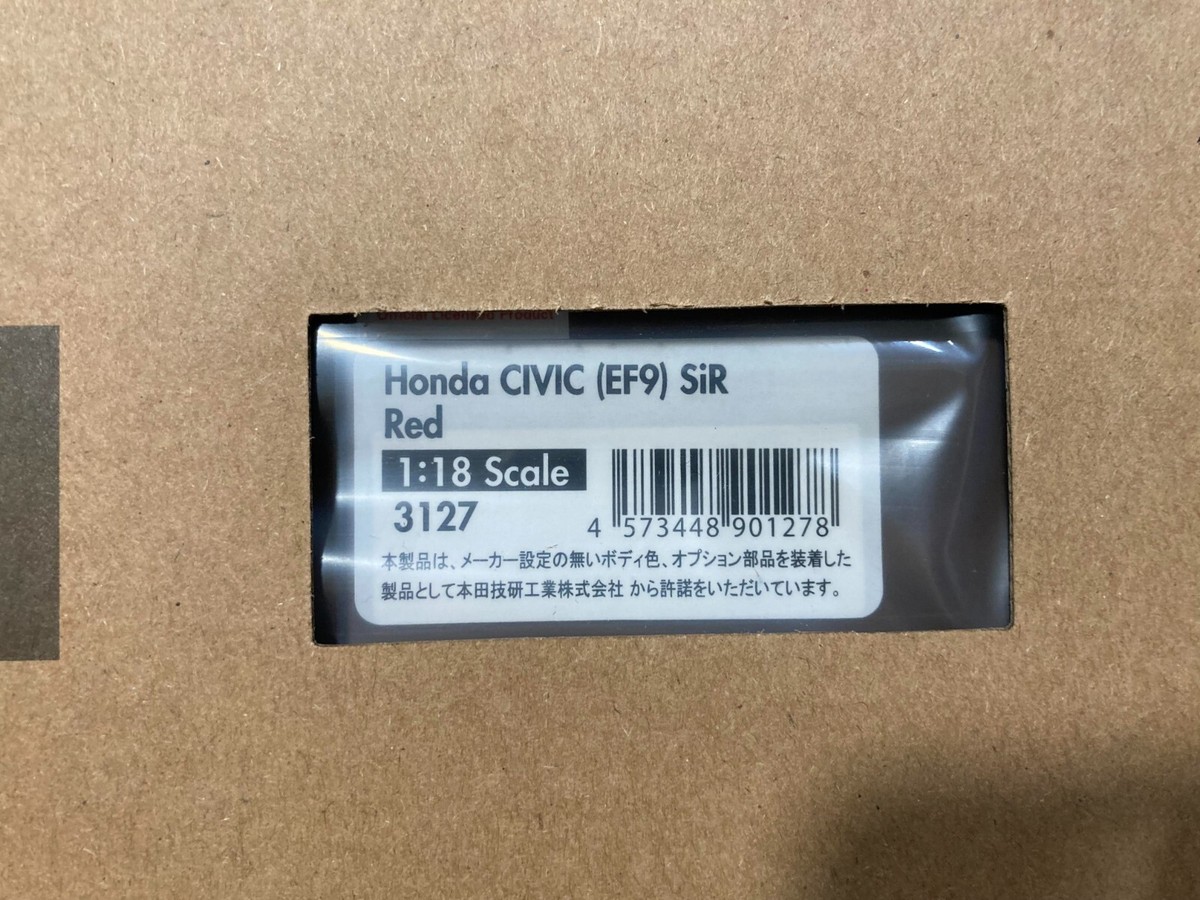 Licensed Product
Honda CIVIC (EF9) SiR
Red
1:18 Scale
3127
4 573448 901278
本製品は、メーカー設定の無いボディ色、オプション部品を装着した
製品として本田技研工業株式会社 から許諾をいただいています。